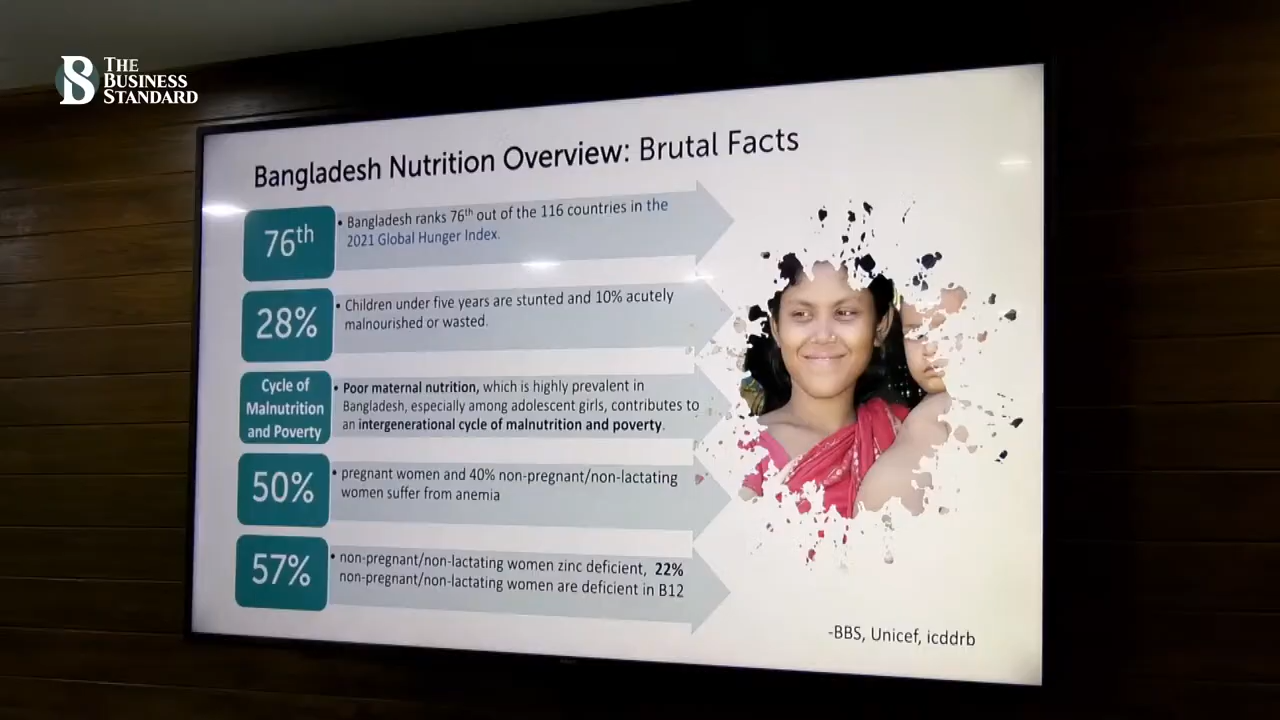 THE
BUSINESS
STANDARD
Bangladesh Nutrition Overview: Brutal Facts
76th
• Bangladesh ranks 76th out of the 116 countries in the
2021 Global Hunger Index.
28%
• Children under five years are stunted and 10% acutely
malnourished or wasted.
Cycle of
Malnutrition
and Poverty
• Poor maternal nutrition, which is highly prevalent in
Bangladesh, especially among adolescent girls, contributes to
an intergenerational cycle of malnutrition and poverty.
50%
• pregnant women and 40% non-pregnant/non-lactating
women suffer from anemia
57%
• non-pregnant/non-lactating women zinc deficient, 22%
non-pregnant/non-lactating women are deficient in B12
-BBS, Unicef, icddrb